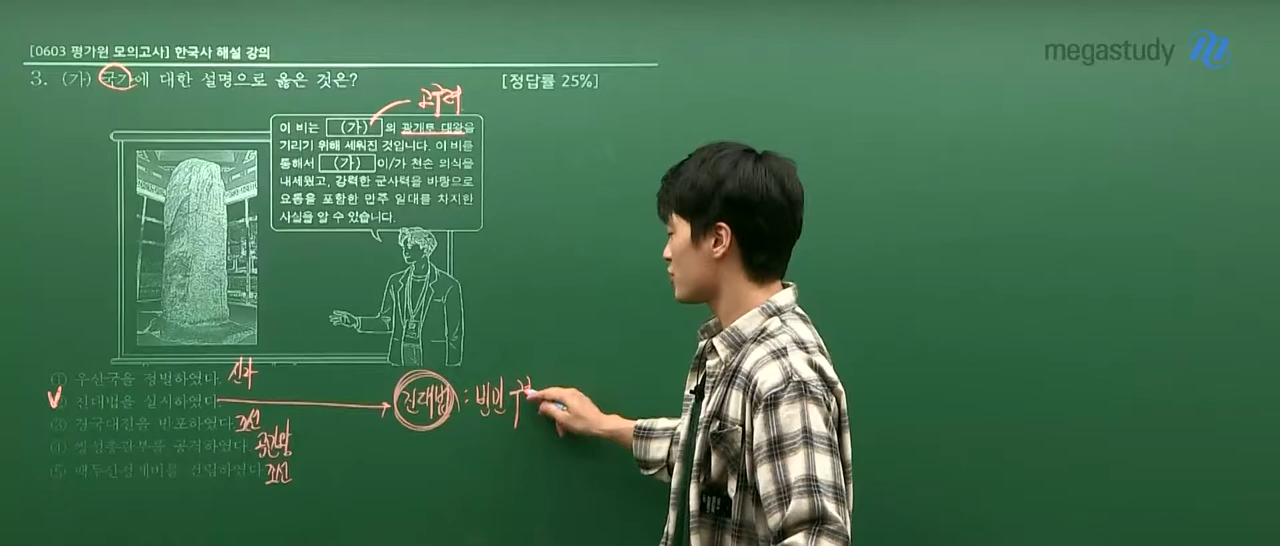 [0603 평가원 모의고사] 한국사 해설 강의
megastudy
3. (가) 국가에 대한 설명으로 옳은 것은?
[정답률 25%]
고구려
이 비는 (가) 의 광개토 대왕을
기리기 위해 세워진 것입니다. 이 비를
통해서 (가) 이/가 천손 의식을
내세웠고, 강력한 군사력을 바탕으로
요동을 포함한 만주 일대를 차지한
사실을 알 수 있습니다.
① 우산국을 정벌하였다. 신라
② 진대법을 실시하였다. 진대법 : 빈민 구
③ 경국대전을 반포하였다. 조선
④ 쌍성총관부를 공격하였다. 공민왕
⑤ 백두산정계비를 건립하였다. 조선